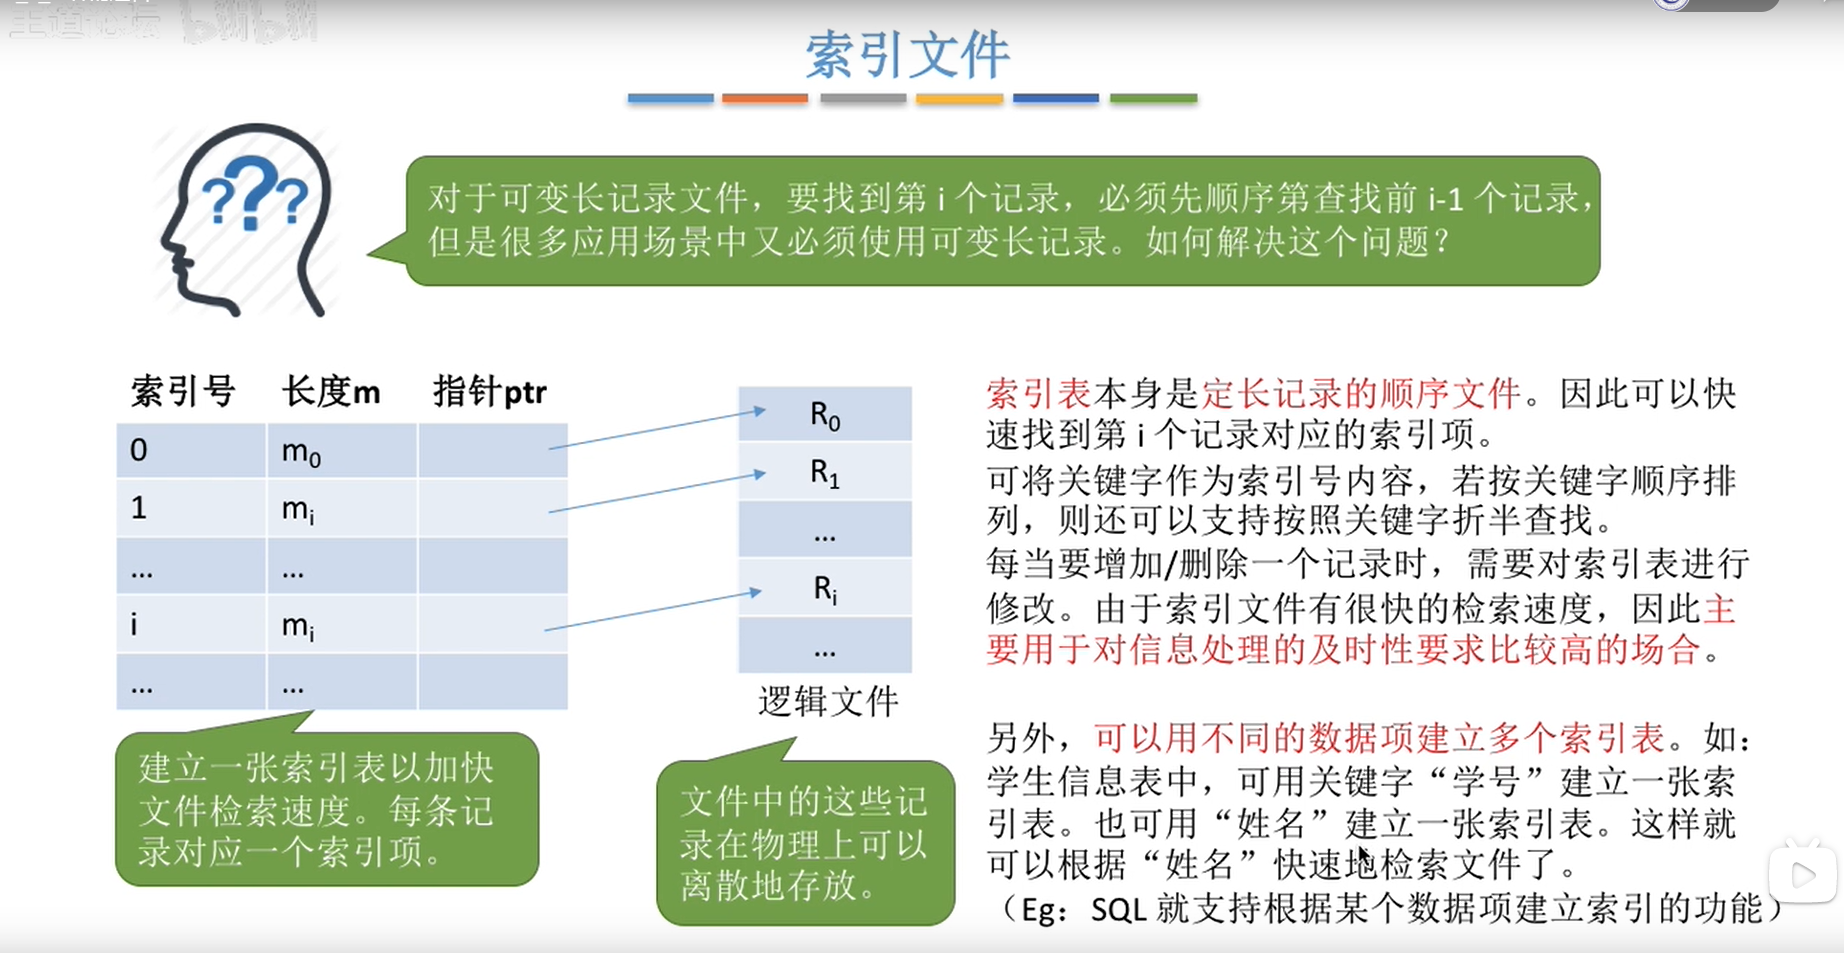 王道论坛 bilibili
索引文件
对于可变长记录文件，要找到第 i 个记录，必须先顺序第查找前 i-1 个记录，
但是很多应用场景中又必须使用可变长记录。如何解决这个问题？
???
索引号 长度m 指针ptr
0 m0
1 mi
... ...
i mi
... ...
R0
R1
...
Ri
...
逻辑文件
建立一张索引表以加快
文件检索速度。每条记
录对应一个索引项。
文件中的这些记
录在物理上可以
离散地存放。
索引表本身是定长记录的顺序文件。因此可以快
速找到第 i 个记录对应的索引项。
可将关键字作为索引号内容，若按关键字顺序排
列，则还可以支持按照关键字折半查找。
每当要增加/删除一个记录时，需要对索引表进行
修改。由于索引文件有很快的检索速度，因此主
要用于对信息处理的及时性要求比较高的场合。
另外，可以用不同的数据项建立多个索引表。如：
学生信息表中，可用关键字“学号”建立一张索
引表。也可用“姓名”建立一张索引表。这样就
可以根据“姓名”快速地检索文件了。
（Eg：SQL 就支持根据某个数据项建立索引的功能）